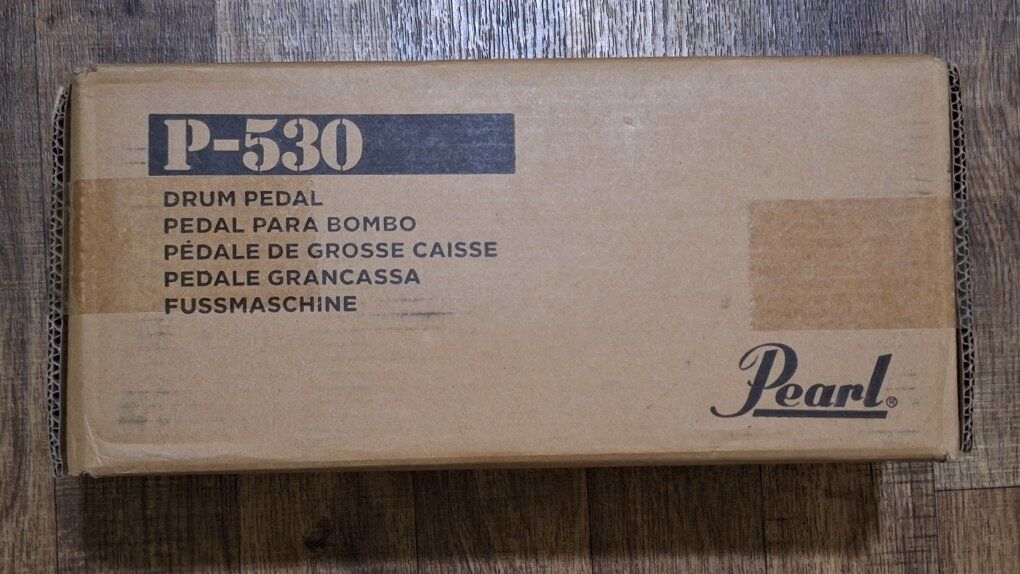 P-530
DRUM PEDAL
PEDAL PARA BOMBO
PÉDALE DE GROSSE CAISSE
PEDALE GRANCASSA
FUSSMASCHINE
Pearl®